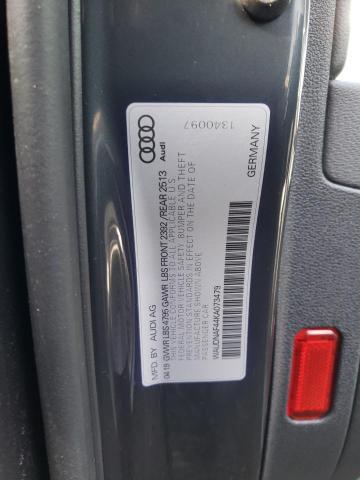 1340097
Audi
GERMANY
MFD. BY AUDI AG
04/19 GVWR LBS 4795 GAWR LBS FRONT 2392 / REAR 2513
THIS VEHICLE CONFORMS TO ALL APPLICABLE U.S.
FEDERAL MOTOR VEHICLE SAFETY, BUMPER AND THEFT
PREVENTION STANDARDS IN EFFECT ON THE DATE OF
MANUFACTURE SHOWN ABOVE.
PASSENGER CAR
WAUDNAF44KA073479